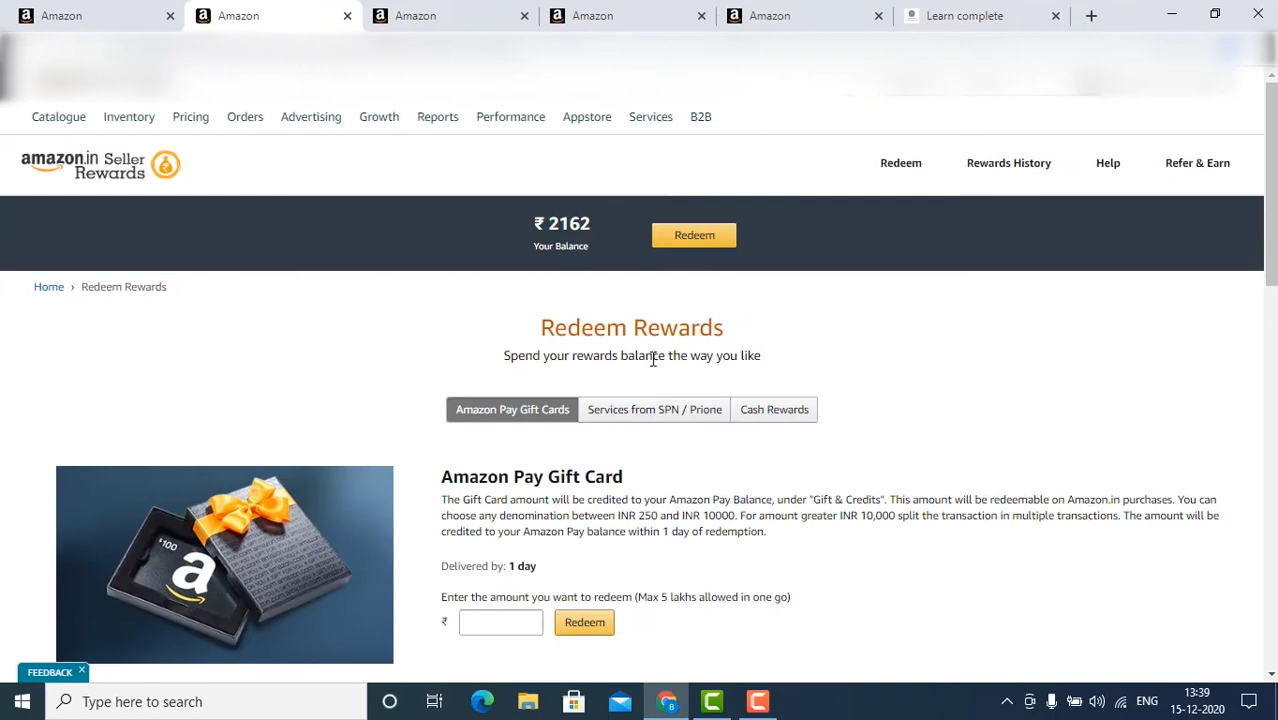 Amazon Amazon Amazon Amazon Amazon Learn complete
Catalogue Inventory Pricing Orders Advertising Growth Reports Performance Appstore Services B2B
amazon.in Seller Rewards
Redeem Rewards History Help Refer & Earn
₹ 2162
Your Balance
Redeem
Home › Redeem Rewards
Redeem Rewards
Spend your rewards balance the way you like
Amazon Pay Gift Cards Services from SPN / Prione Cash Rewards
Amazon Pay Gift Card
The Gift Card amount will be credited to your Amazon Pay Balance, under "Gift & Credits". This amount will be redeemable on Amazon.in purchases. You can
choose any denomination between INR 250 and INR 10000. For amount greater INR 10,000 split the transaction in multiple transactions. The amount will be
credited to your Amazon Pay balance within 1 day of redemption.
Delivered by: 1 day
Enter the amount you want to redeem (Max 5 lakhs allowed in one go)
₹ Redeem
$100
FEEDBACK
Type here to search
ENG
13:39
15-12-2020